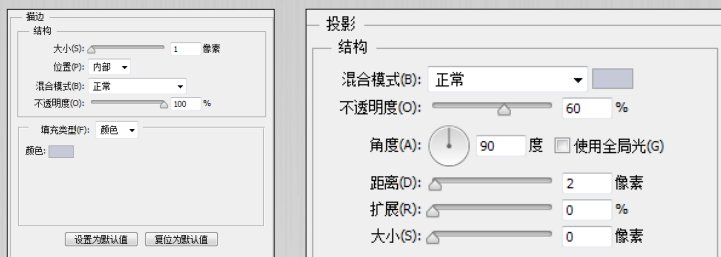 描边
结构
大小(S): 1 像素
位置(P): 内部
混合模式(B): 正常
不透明度(O): 100 %
填充类型(F): 颜色
颜色:
设置为默认值 复位为默认值
投影
结构
混合模式(B): 正常
不透明度(O): 60 %
角度(A): 90 度 使用全局光(G)
距离(D): 2 像素
扩展(R): 0 %
大小(S): 0 像素